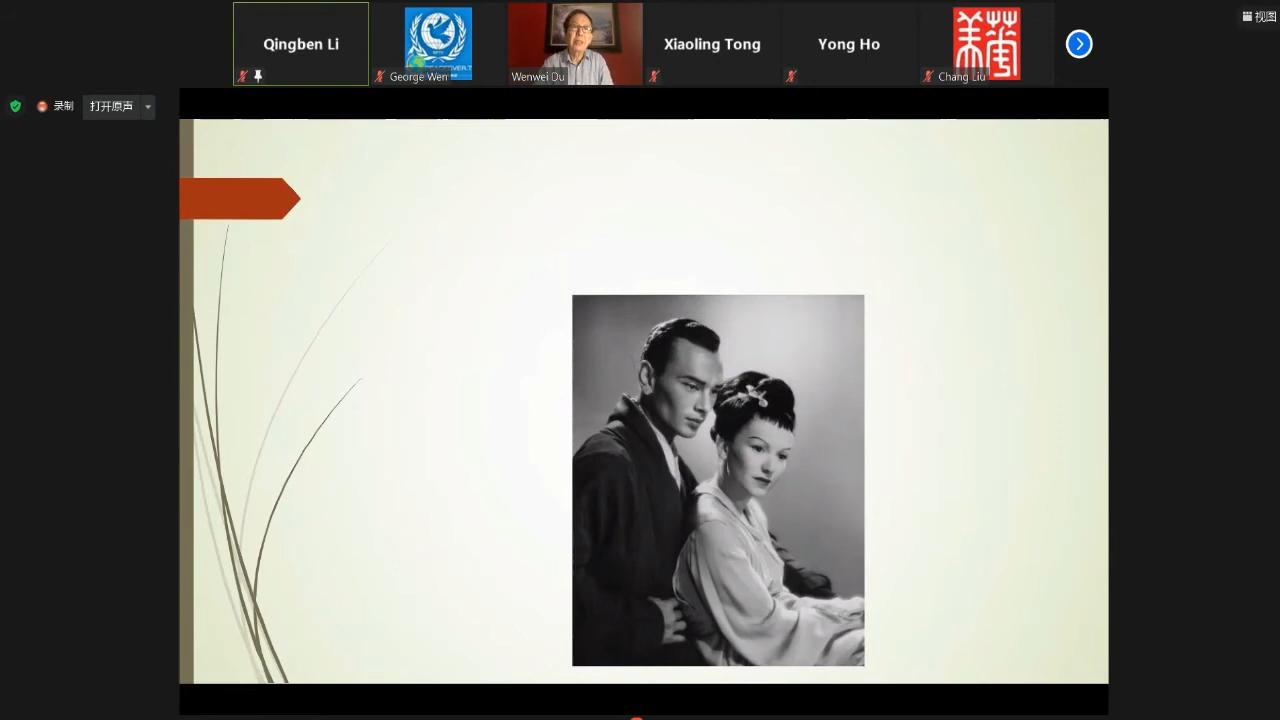 Qingben Li
George Wen
Wenwei Du
Xiaoling Tong
Yong Ho
Chang Liu
视图
录制
打开原声